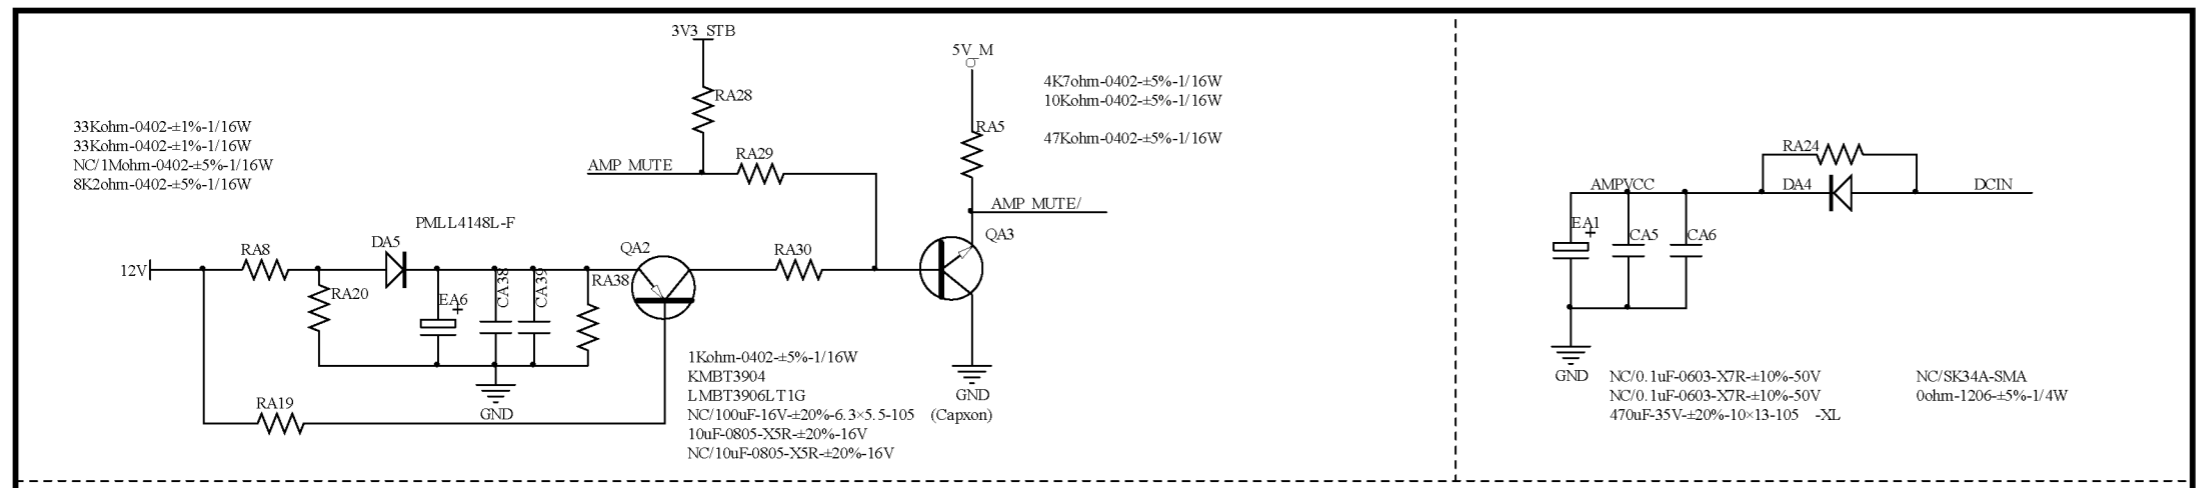 3V3_STB
RA28
5V_M
4K7ohm-0402-±5%-1/16W
10Kohm-0402-±5%-1/16W
47Kohm-0402-±5%-1/16W
RA5
33Kohm-0402-±1%-1/16W
33Kohm-0402-±1%-1/16W
NC/1Mohm-0402-±5%-1/16W
8K2ohm-0402-±5%-1/16W
AMP_MUTE
RA29
AMP_MUTE/
QA3
PMLL4148L-F
12V
RA8
DA5
QA2
RA30
RA20
EA6
+
CA38
CA39
RA38
GND
RA19
1Kohm-0402-±5%-1/16W
KMBT3904
LMBT3906LT1G
NC/100uF-16V-±20%-6.3×5.5-105 (Capxon)
10uF-0805-X5R-±20%-16V
NC/10uF-0805-X5R-±20%-16V
GND
RA24
AMPVCC
DA4
DCIN
EA1
+
CA5
CA6
GND
NC/0.1uF-0603-X7R-±10%-50V
NC/0.1uF-0603-X7R-±10%-50V
470uF-35V-±20%-10×13-105 -XL
NC/SK34A-SMA
0ohm-1206-±5%-1/4W